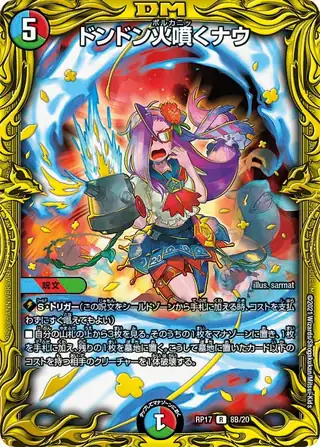 DM
5
ボルカニッ
ドンドン火噴くナウ
呪文
illus. sarmat
S・トリガー(この呪文をシールドゾーンから手札に加える時、コストを支払
わずにすぐ唱えてもよい)
■自分の山札の上から3枚を見る。そのうちの1枚をマナゾーンに置き、1枚
を手札に加え、残りの1枚を墓地に置く。こうして墓地に置いたカード以下の
コストを持つ相手のクリーチャーを1体破壊する。
1
RP17
R
8B/20